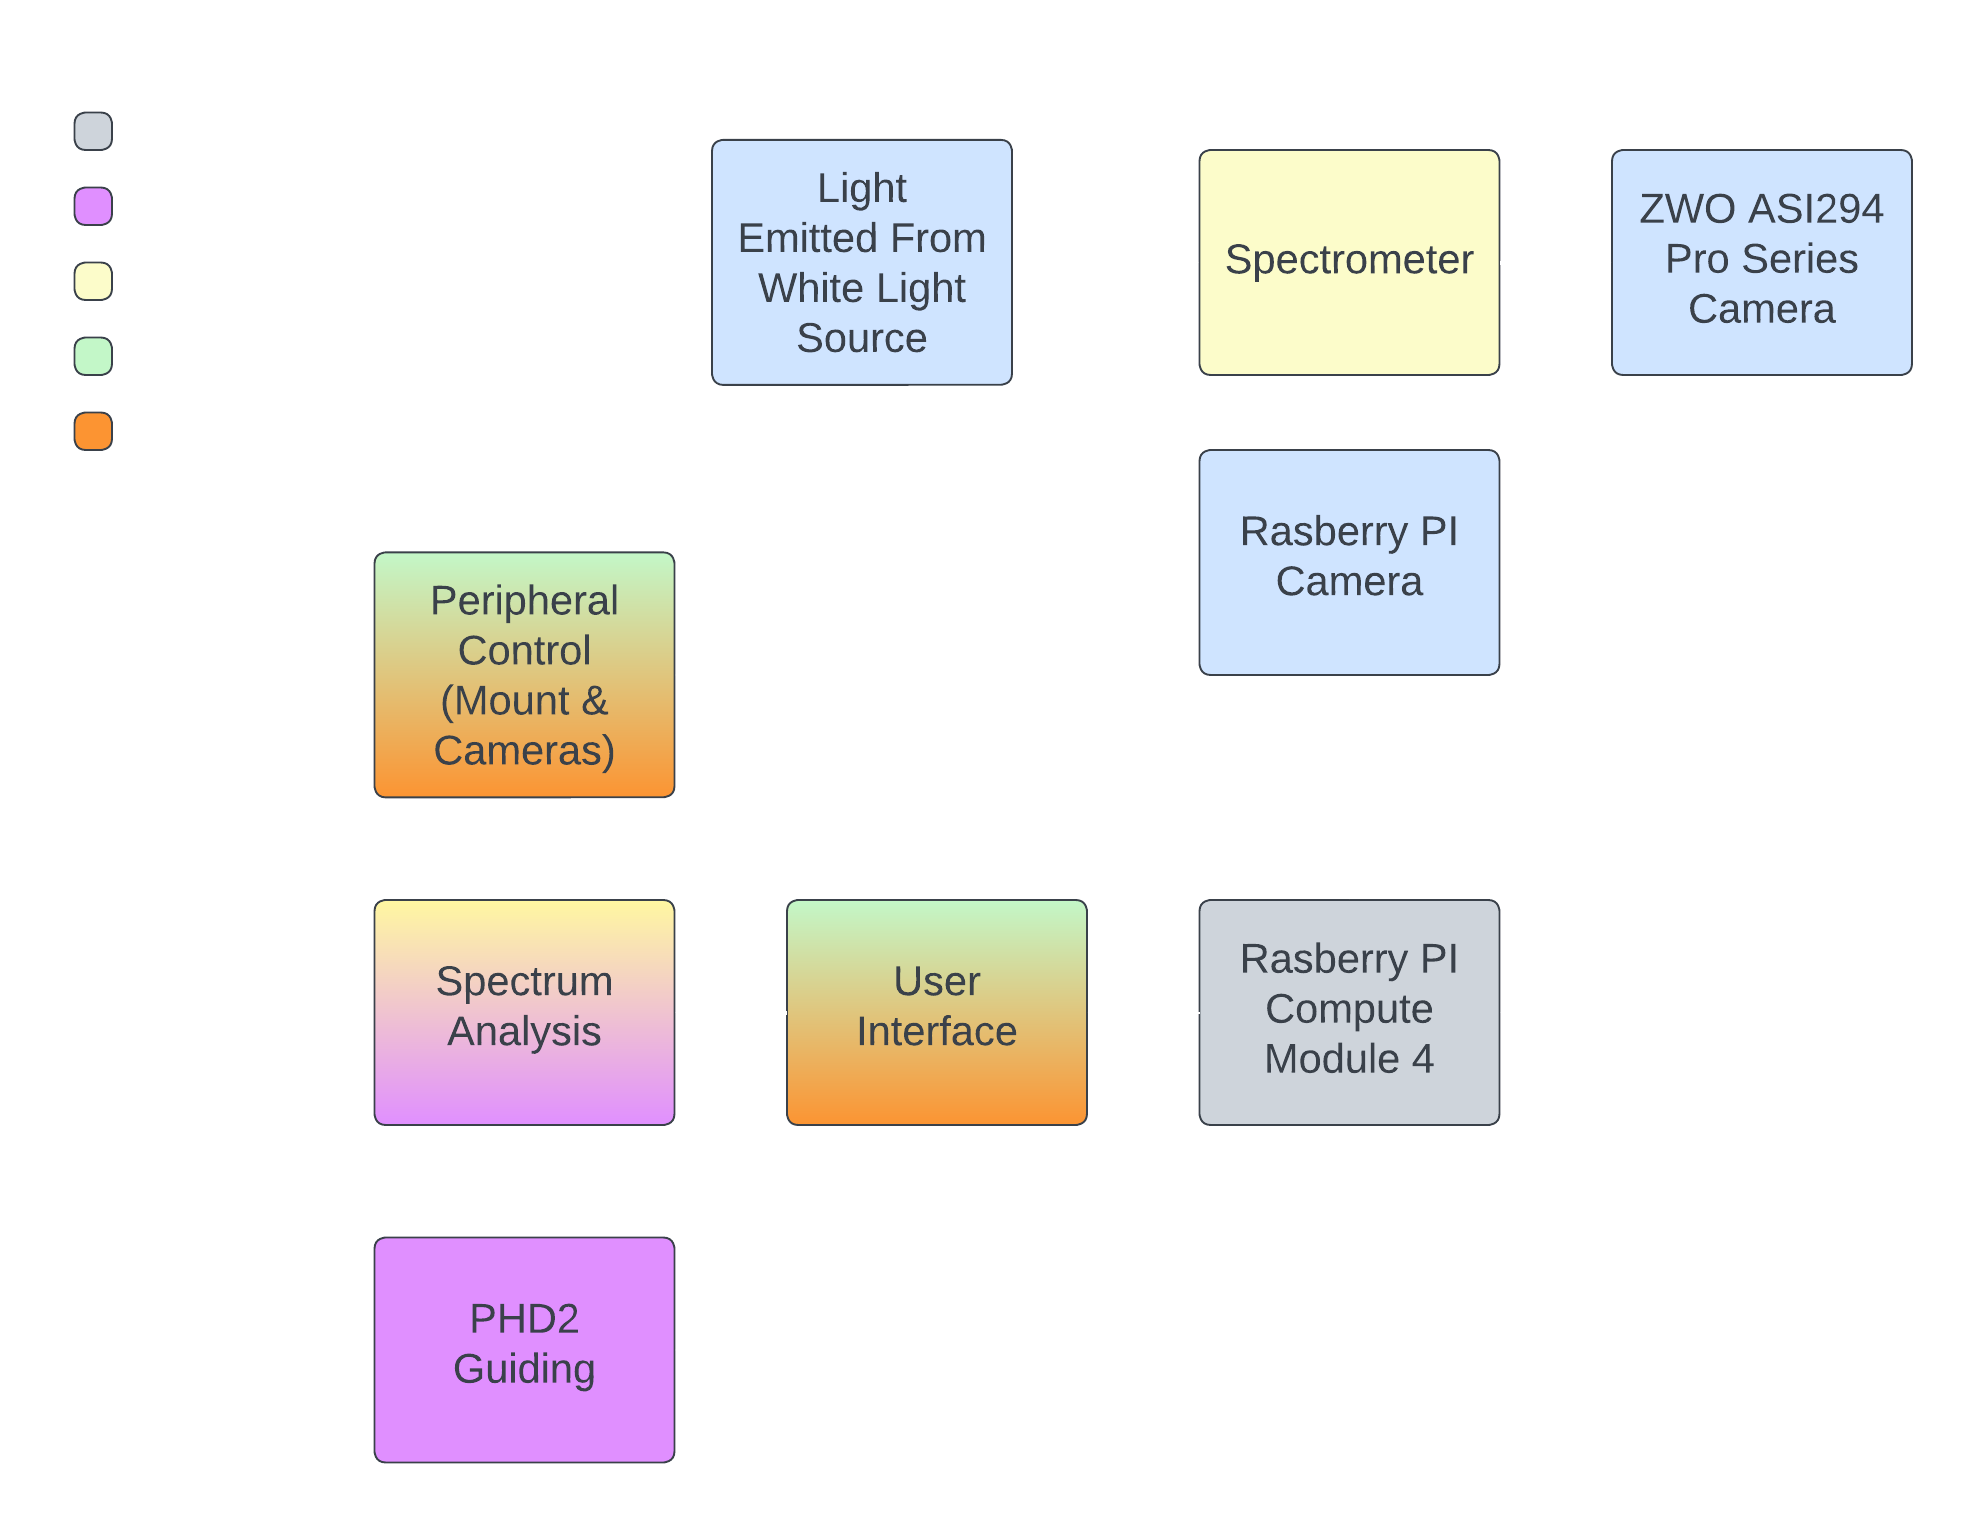 Light
Emitted From
White Light
Source
Spectrometer
ZWO ASI294
Pro Series
Camera
Rasberry PI
Camera
Peripheral
Control
(Mount &
Cameras)
Spectrum
Analysis
User
Interface
Rasberry PI
Compute
Module 4
PHD2
Guiding